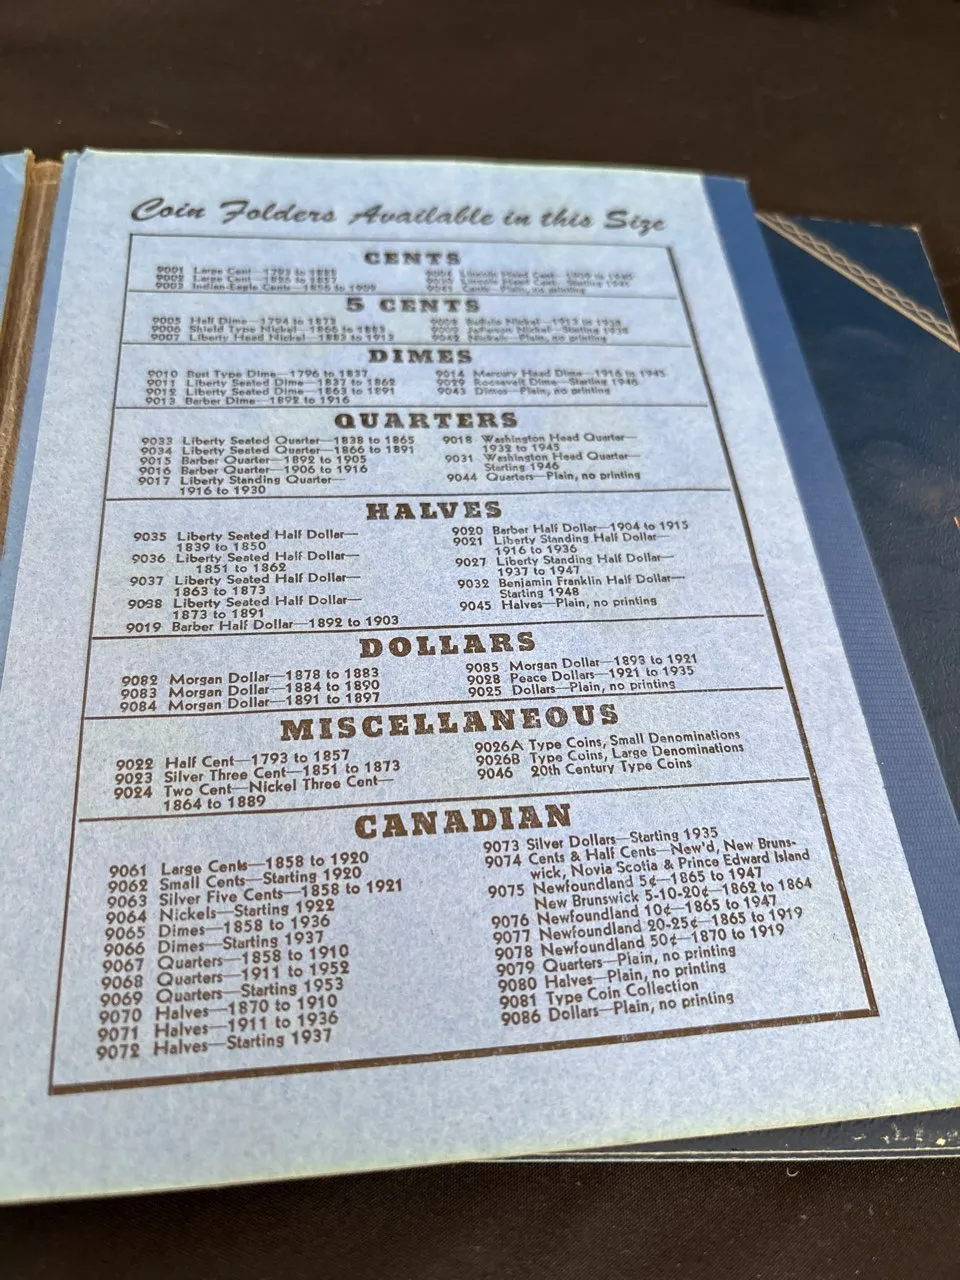 Coin Folders Available in this Size
CENTS
9001 Large Cent—1793 to
9002 Large Cent—1826 to 1857
9003 Indian-Eagle Cents—1856 to 1909
Lincoln Head Cent—
Lincoln Head Cent—Starting 1941
Cents—Plain, no printing
5 CENTS
9005 Half Dime—1794 to 1873
9006 Shield Type Nickel—1866 to 1883
9007 Liberty Head Nickel—1883 to 1913
Buffalo Nickel—1913 to 1938
Jefferson Nickel—Starting 1938
Nickels—Plain, no printing
DIMES
9010 Bust Type Dime—1796 to 1837
9011 Liberty Seated Dime—1837 to 1862
9012 Liberty Seated Dime—1863 to 1891
9013 Barber Dime—1892 to 1916
9014 Mercury Head Dime—1916 to 1945
9029 Roosevelt Dime—Starting 1946
9043 Dimes—Plain, no printing
QUARTERS
9033 Liberty Seated Quarter—1838 to 1865
9034 Liberty Seated Quarter—1866 to 1891
9015 Barber Quarter—1892 to 1905
9016 Barber Quarter—1906 to 1916
9017 Liberty Standing Quarter—
1916 to 1930
9018 Washington Head Quarter—
1932 to 1945
9031 Washington Head Quarter—
Starting 1946
9044 Quarters—Plain, no printing
HALVES
9035 Liberty Seated Half Dollar—
1839 to 1850
9036 Liberty Seated Half Dollar—
1851 to 1862
9037 Liberty Seated Half Dollar—
1863 to 1873
9038 Liberty Seated Half Dollar—
1873 to 1891
9019 Barber Half Dollar—1892 to 1903
9020 Barber Half Dollar—1904 to 1915
9021 Liberty Standing Half Dollar—
1916 to 1936
9027 Liberty Standing Half Dollar—
1937 to 1947
9032 Benjamin Franklin Half Dollar—
Starting 1948
9045 Halves—Plain, no printing
DOLLARS
9082 Morgan Dollar—1878 to 1883
9083 Morgan Dollar—1884 to 1890
9084 Morgan Dollar—1891 to 1897
9085 Morgan Dollar—1893 to 1921
9028 Peace Dollars—1921 to 1935
9025 Dollars—Plain, no printing
MISCELLANEOUS
9022 Half Cent—1793 to 1857
9023 Silver Three Cent—1851 to 1873
9024 Two Cent—Nickel Three Cent—
1864 to 1889
9026A Type Coins, Small Denominations
9026B Type Coins, Large Denominations
9046 20th Century Type Coins
CANADIAN
9061 Large Cents—1858 to 1920
9062 Small Cents—Starting 1920
9063 Silver Five Cents—1858 to 1921
9064 Nickels—Starting 1922
9065 Dimes—1858 to 1936
9066 Dimes—Starting 1937
9067 Quarters—1858 to 1910
9068 Quarters—1911 to 1952
9069 Quarters—Starting 1953
9070 Halves—1870 to 1910
9071 Halves—1911 to 1936
9072 Halves—Starting 1937
9073 Silver Dollars—Starting 1935
9074 Cents & Half Cents—New'd, New Bruns-
wick, Novia Scotia & Prince Edward Island
9075 Newfoundland 5¢—1865 to 1947
New Brunswick 5-10-20¢—1862 to 1864
9076 Newfoundland 10¢—1865 to 1947
9077 Newfoundland 20-25¢—1865 to 1919
9078 Newfoundland 50¢—1870 to 1919
9079 Quarters—Plain, no printing
9080 Halves—Plain, no printing
9081 Type Coin Collection
9086 Dollars—Plain, no printing